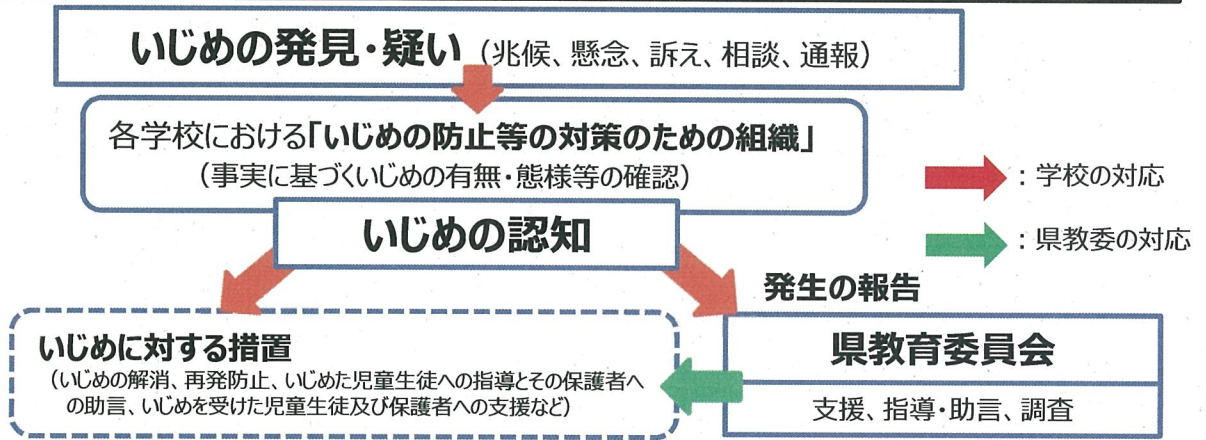 いじめの発見・疑い（兆候、懸念、訴え、相談、通報）
各学校における「いじめの防止等の対策のための組織」
（事実に基づくいじめの有無・態様等の確認）
いじめの認知
：学校の対応
：県教委の対応
発生の報告
いじめに対する措置
（いじめの解消、再発防止、いじめた児童生徒への指導とその保護者へ
の助言、いじめを受けた児童生徒及び保護者への支援など）
県教育委員会
支援、指導・助言、調査